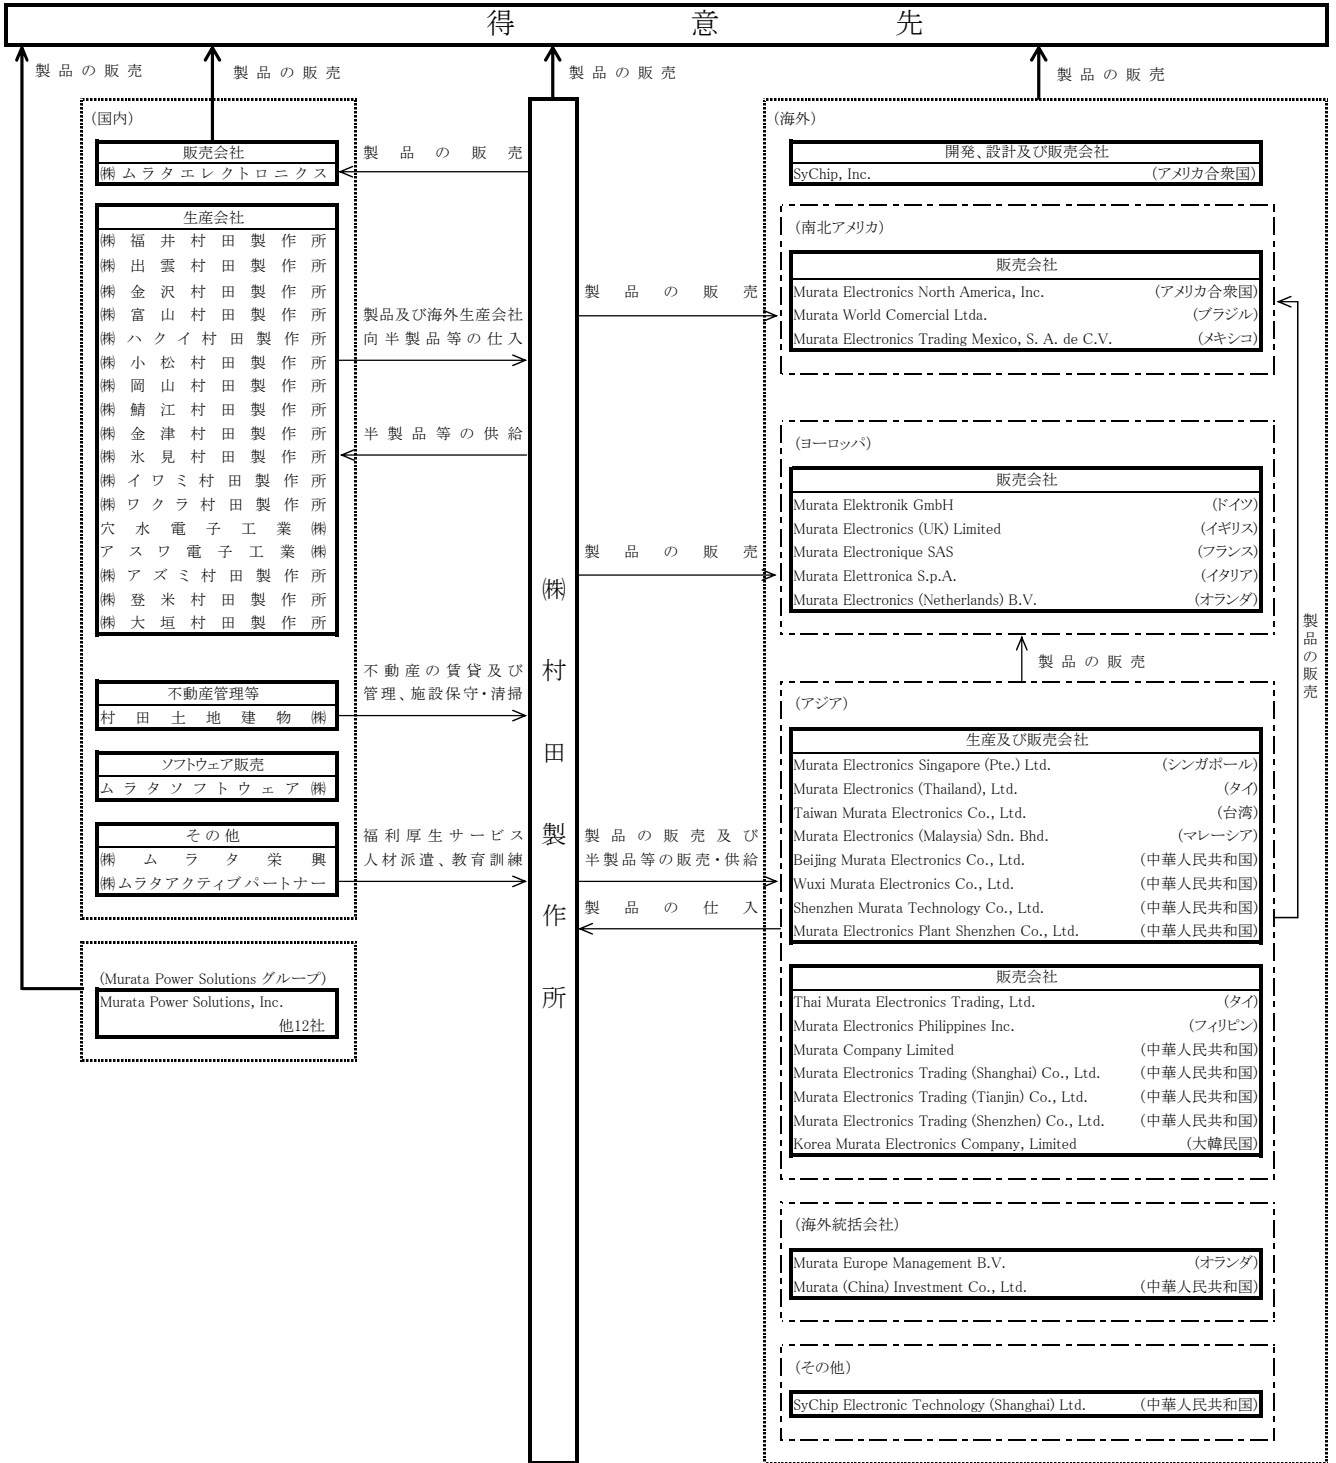 得意先
製品の販売
製品の販売
製品の販売
製品の販売
(国内)
販売会社
㈱ムラタエレクトロニクス
生産会社
㈱福井村田製作所
㈱出雲村田製作所
㈱金沢村田製作所
㈱富山村田製作所
㈱ハクイ村田製作所
㈱小松村田製作所
㈱岡山村田製作所
㈱鯖江村田製作所
㈱金津村田製作所
㈱氷見村田製作所
㈱イワミ村田製作所
㈱ワクラ村田製作所
穴水電子工業㈱
アスワ電子工業㈱
㈱アズミ村田製作所
㈱登米村田製作所
㈱大垣村田製作所
不動産管理等
村田土地建物㈱
ソフトウェア販売
ムラタソフトウェア㈱
その他
㈱ムラタ栄興
㈱ムラタアクティブパートナー
(Murata Power Solutions グループ)
Murata Power Solutions, Inc.
他12社
製品の販売
製品及び海外生産会社
向半製品等の仕入
半製品等の供給
不動産の賃貸及び
管理、施設保守・清掃
福利厚生サービス
人材派遣、教育訓練
㈱村田製作所
製品の販売
製品の販売
製品の販売及び
半製品等の販売・供給
製品の仕入
(海外)
開発、設計及び販売会社
SyChip, Inc. (アメリカ合衆国)
(南北アメリカ)
販売会社
Murata Electronics North America, Inc. (アメリカ合衆国)
Murata World Comercial Ltda. (ブラジル)
Murata Electronics Trading Mexico, S. A. de C.V. (メキシコ)
(ヨーロッパ)
販売会社
Murata Elektronik GmbH (ドイツ)
Murata Electronics (UK) Limited (イギリス)
Murata Electronique SAS (フランス)
Murata Elettronica S.p.A. (イタリア)
Murata Electronics (Netherlands) B.V. (オランダ)
製品の販売
製品の販売
(アジア)
生産及び販売会社
Murata Electronics Singapore (Pte.) Ltd. (シンガポール)
Murata Electronics (Thailand), Ltd. (タイ)
Taiwan Murata Electronics Co., Ltd. (台湾)
Murata Electronics (Malaysia) Sdn. Bhd. (マレーシア)
Beijing Murata Electronics Co., Ltd. (中華人民共和国)
Wuxi Murata Electronics Co., Ltd. (中華人民共和国)
Shenzhen Murata Technology Co., Ltd. (中華人民共和国)
Murata Electronics Plant Shenzhen Co., Ltd. (中華人民共和国)
販売会社
Thai Murata Electronics Trading, Ltd. (タイ)
Murata Electronics Philippines Inc. (フィリピン)
Murata Company Limited (中華人民共和国)
Murata Electronics Trading (Shanghai) Co., Ltd. (中華人民共和国)
Murata Electronics Trading (Tianjin) Co., Ltd. (中華人民共和国)
Murata Electronics Trading (Shenzhen) Co., Ltd. (中華人民共和国)
Korea Murata Electronics Company, Limited (大韓民国)
(海外統括会社)
Murata Europe Management B.V. (オランダ)
Murata (China) Investment Co., Ltd. (中華人民共和国)
(その他)
SyChip Electronic Technology (Shanghai) Ltd. (中華人民共和国)